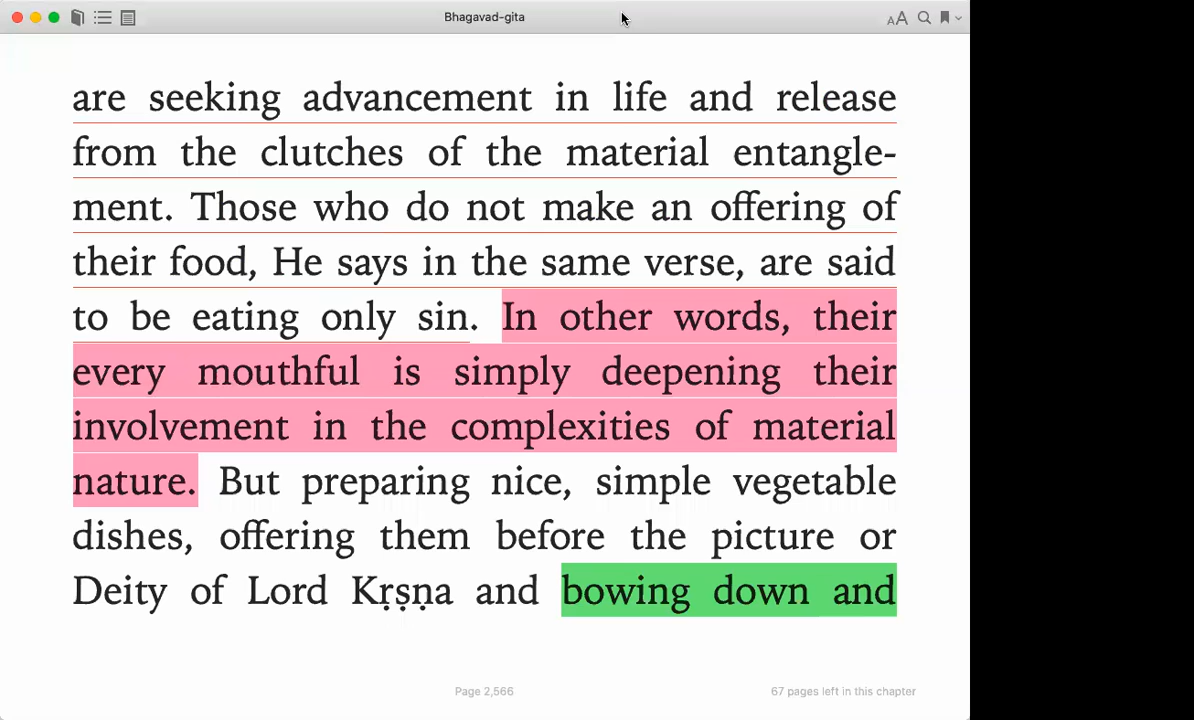 Bhagavad-gita
AA
are seeking advancement in life and release
from the clutches of the material entangle-
ment. Those who do not make an offering of
their food, He says in the same verse, are said
to be eating only sin. In other words, their
every mouthful is simply deepening their
involvement in the complexities of material
nature. But preparing nice, simple vegetable
dishes, offering them before the picture or
Deity of Lord Kṛṣṇa and bowing down and
Page 2,566
67 pages left in this chapter